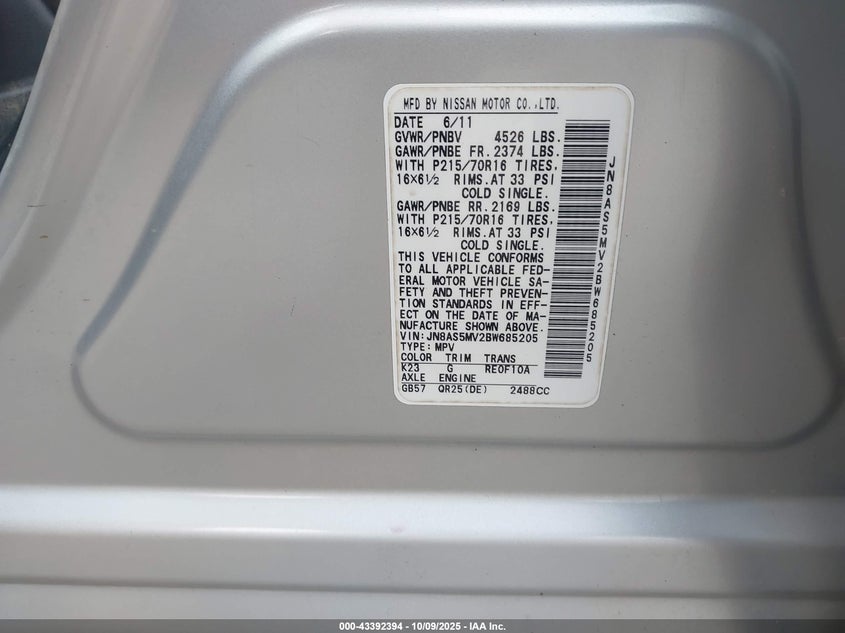 MFD BY NISSAN MOTOR CO.,LTD.
DATE 6/11
GVWR/PNBV 4526 LBS.
GAWR/PNBE FR. 2374 LBS.
WITH P215/70R16 TIRES.
16X6½ RIMS.AT 33 PSI
COLD SINGLE.
GAWR/PNBE RR. 2169 LBS.
WITH P215/70R16 TIRES.
16X6½ RIMS.AT 33 PSI
COLD SINGLE.
THIS VEHICLE CONFORMS
TO ALL APPLICABLE FED-
ERAL MOTOR VEHICLE SA-
FETY AND THEFT PREVEN-
TION STANDARDS IN EFF-
ECT ON THE DATE OF MA-
NUFACTURE SHOWN ABOVE.
VIN:JN8AS5MV2BW685205
TYPE:MPV
COLOR TRIM TRANS
K23 G RE0F10A
AXLE ENGINE
GB57 QR25(DE) 2488CC
JN8AS5MV2BW685205
000-43392394 - 10/09/2025 - IAA Inc.